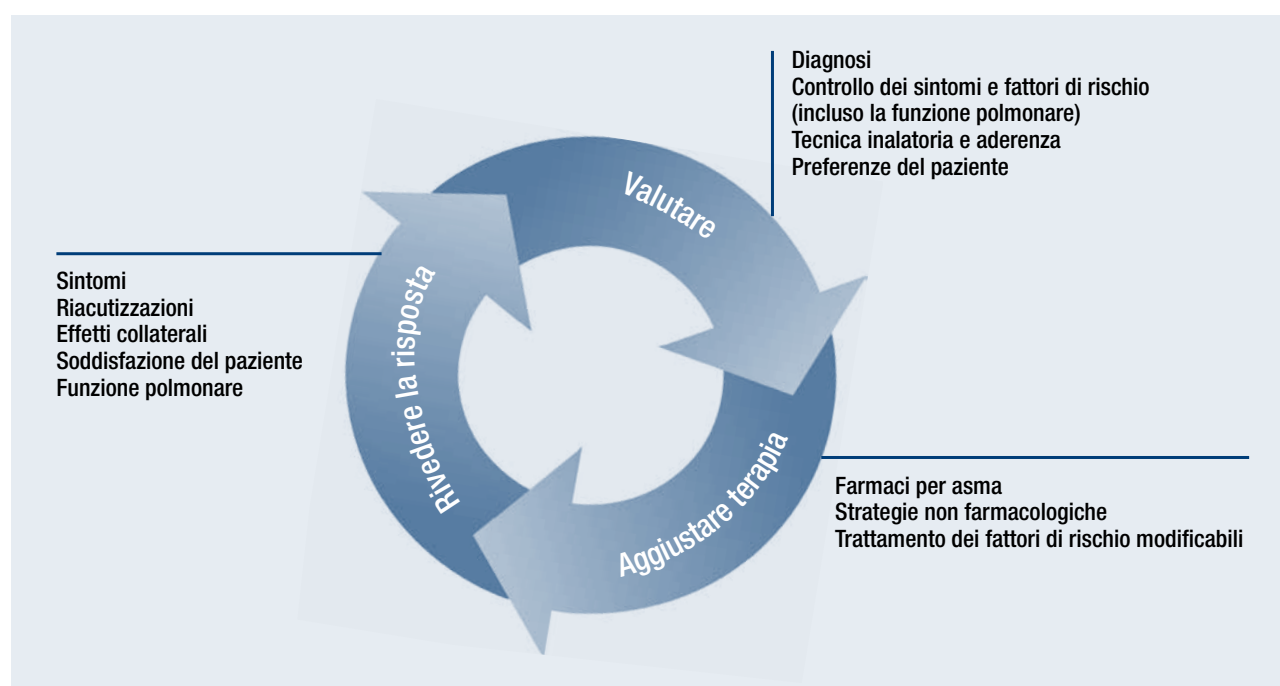 Diagnosi
Controllo dei sintomi e fattori di rischio
(incluso la funzione polmonare)
Tecnica inalatoria e aderenza
Preferenze del paziente
Valutare
Sintomi
Riacutizzazioni
Effetti collaterali
Soddisfazione del paziente
Funzione polmonare
Rivedere la risposta
Aggiustare terapia
Farmaci per asma
Strategie non farmacologiche
Trattamento dei fattori di rischio modificabili